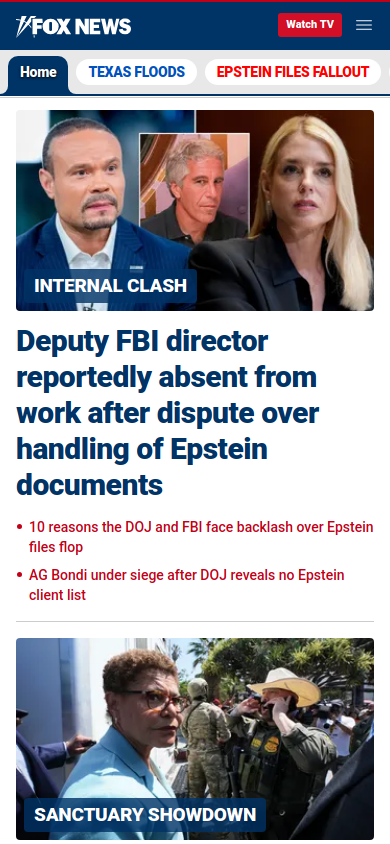 FOX NEWS
Watch TV
Home
TEXAS FLOODS
EPSTEIN FILES FALLOUT
INTERNAL CLASH
Deputy FBI director
reportedly absent from
work after dispute over
handling of Epstein
documents
10 reasons the DOJ and FBI face backlash over Epstein
files flop
AG Bondi under siege after DOJ reveals no Epstein
client list
SANCTUARY SHOWDOWN